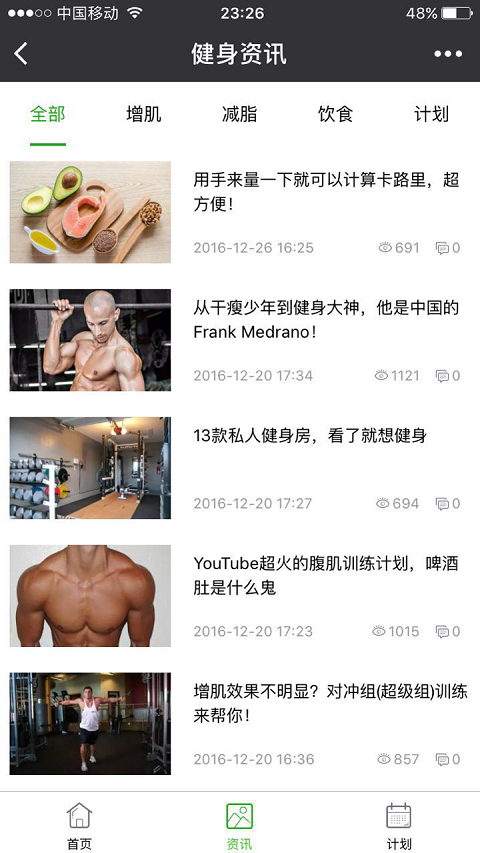 中国移动 23:26 48%
健身资讯
全部 增肌 减脂 饮食 计划
用手来量一下就可以计算卡路里，超
方便！
2016-12-26 16:25 691 0
从干瘦少年到健身大神，他是中国的
Frank Medrano！
2016-12-20 17:34 1121 0
13款私人健身房，看了就想健身
2016-12-20 17:27 694 0
YouTube超火的腹肌训练计划，啤酒
肚是什么鬼
2016-12-20 17:23 1015 0
增肌效果不明显？对冲组(超级组)训练
来帮你！
2016-12-20 16:36 857 0
首页 资讯 计划